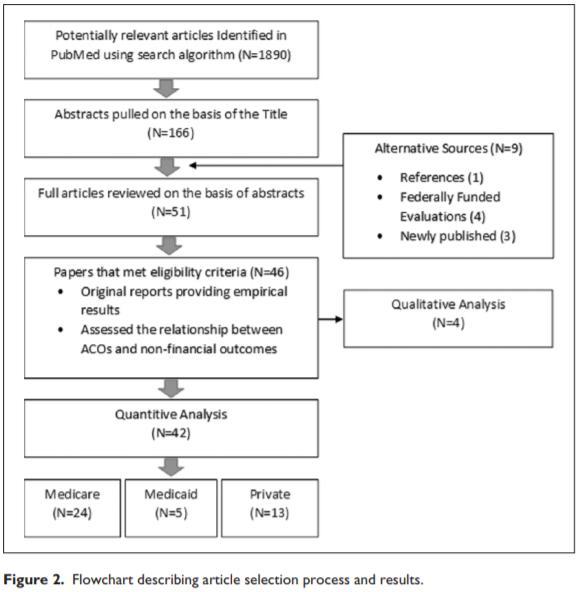 Potentially relevant articles Identified in
PubMed using search algorithm (N=1890)
Abstracts pulled on the basis of the Title
(N=166)
Alternative Sources (N=9)
• References (1)
• Federally Funded
Evaluations (4)
• Newly published (3)
Full articles reviewed on the basis of abstracts
(N=51)
Papers that met eligibility criteria (N=46)
• Original reports providing empirical
results
• Assessed the relationship between
ACOs and non-financial outcomes
Qualitative Analysis
(N=4)
Quantitive Analysis
(N=42)
Medicare
(N=24)
Medicaid
(N=5)
Private
(N=13)
Figure 2. Flowchart describing article selection process and results.